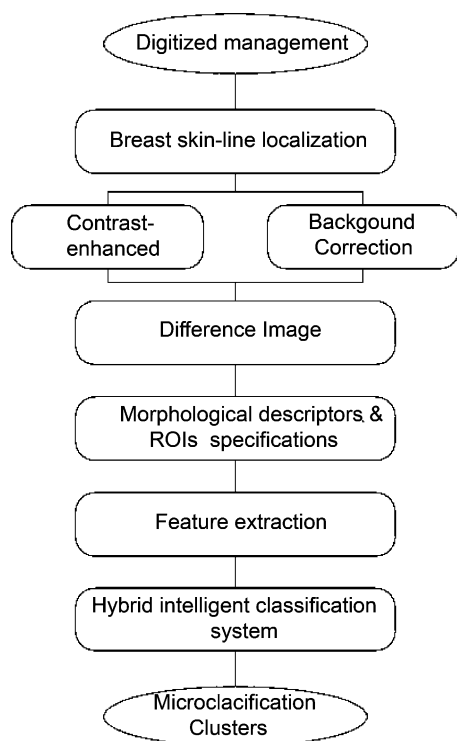 Digitized management
Breast skin-line localization
Contrast-
enhanced
Backgound
Correction
Difference Image
Morphological descriptors &
ROIs specifications
Feature extraction
Hybrid intelligent classification
system
Microclacification
Clusters